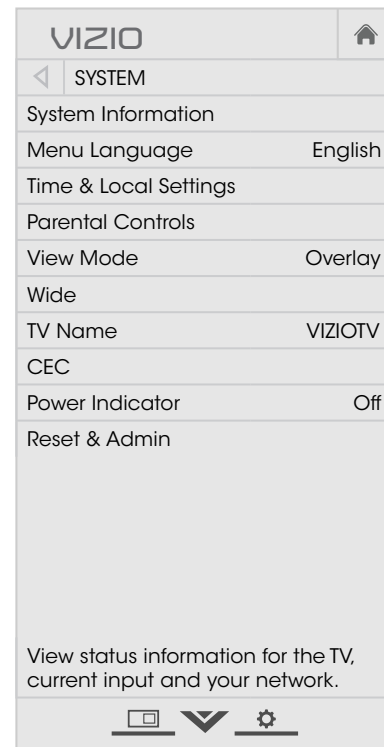 VIZIO
SYSTEM
System Information
Menu Language English
Time & Local Settings
Parental Controls
View Mode Overlay
Wide
TV Name VIZIOTV
CEC
Power Indicator Off
Reset & Admin
View status information for the TV,
current input and your network.